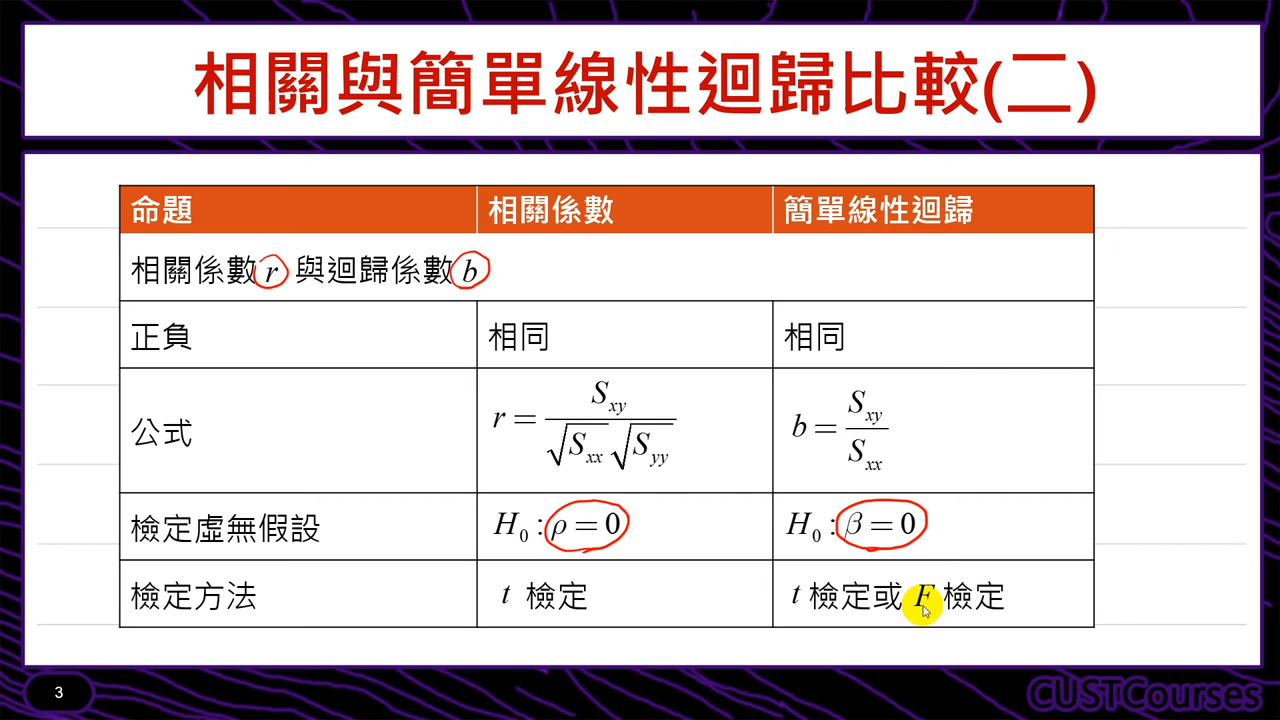 相關與簡單線性迴歸比較(二)
命題 相關係數 簡單線性迴歸
相關係數 r 與迴歸係數 b
正負 相同 相同
公式 r = S_xy / √S_xx √S_yy b = S_xy / S_xx
檢定虛無假設 H₀ : ρ = 0 H₀ : β = 0
檢定方法 t 檢定 t 檢定或 F 檢定
3 CUSTCourses